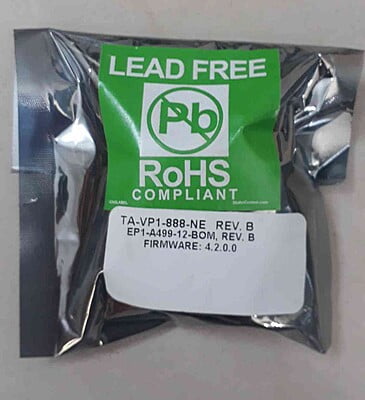 LEAD FREE
Pb
RoHS
COMPLIANT
TA-VP1-888-NE REV. B
EP1-A499-12-BOM, REV. B
FIRMWARE: 4.2.0.0